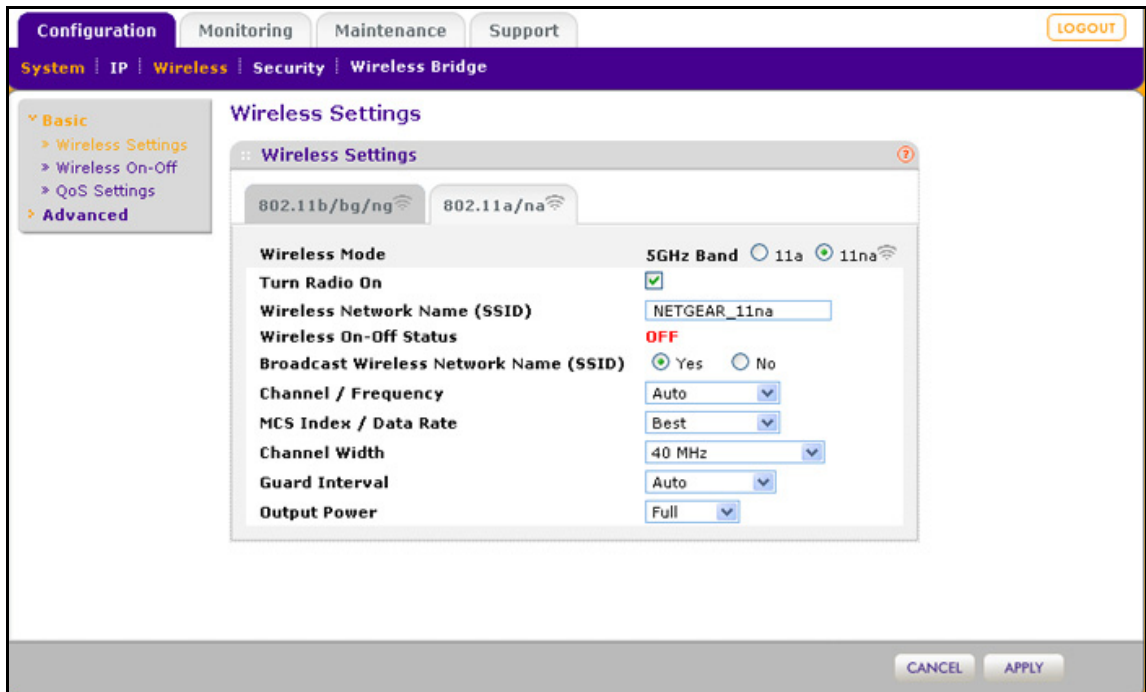 Configuration Monitoring Maintenance Support LOGOUT
System IP Wireless Security Wireless Bridge
Basic
Wireless Settings
Wireless On-Off
QoS Settings
Advanced
Wireless Settings
Wireless Settings ?
802.11b/bg/ng 802.11a/na
Wireless Mode 5GHz Band 11a 11na
Turn Radio On
Wireless Network Name (SSID) NETGEAR_11na
Wireless On-Off Status OFF
Broadcast Wireless Network Name (SSID) Yes No
Channel / Frequency Auto
MCS Index / Data Rate Best
Channel Width 40 MHz
Guard Interval Auto
Output Power Full
CANCEL APPLY